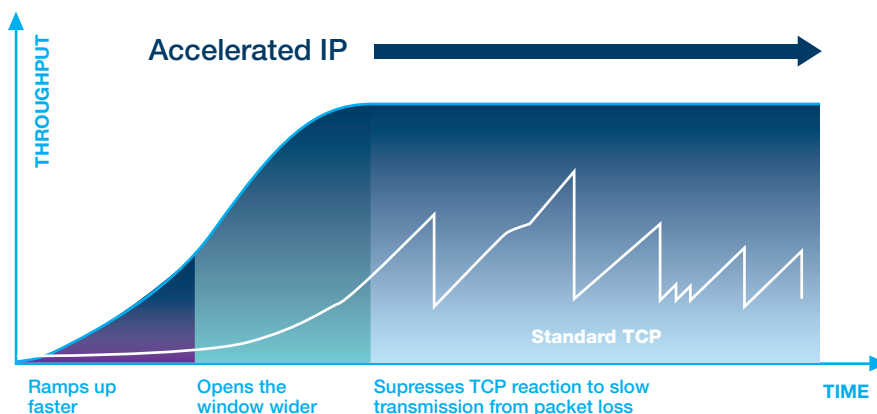 Accelerated IP
THROUGHPUT
Standard TCP
Ramps up
faster
Opens the
window wider
Supresses TCP reaction to slow
transmission from packet loss
TIME